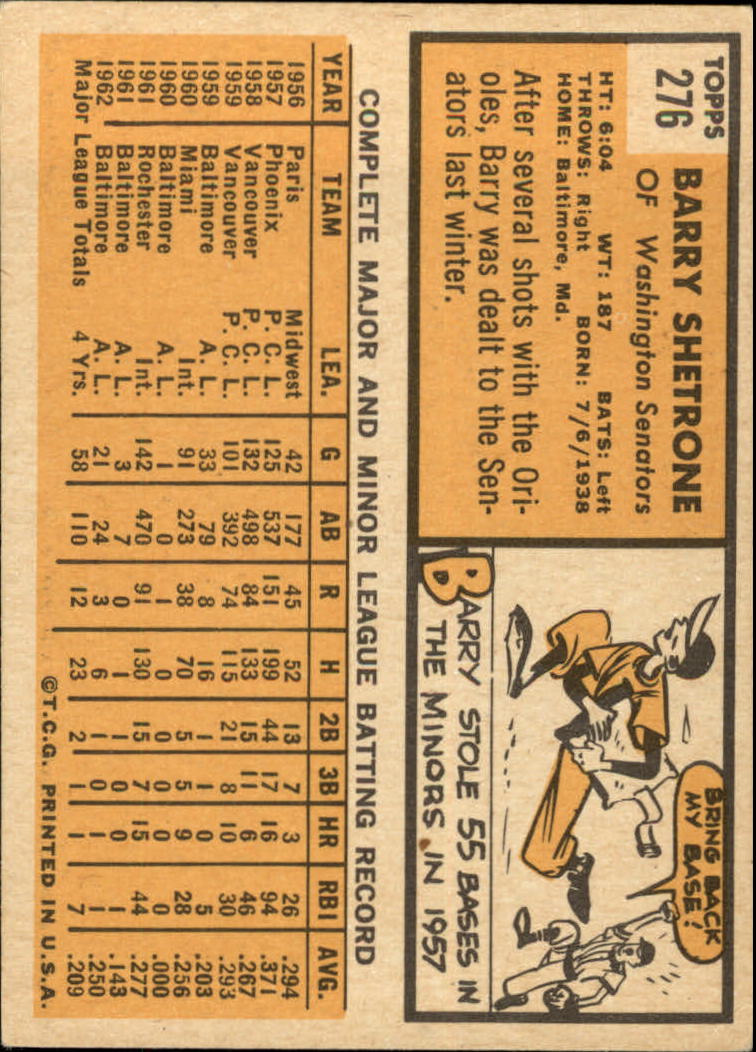 TOPPS
276
BARRY SHETRONE
OF Washington Senators
HT: 6:04 WT: 187 BATS: Left
THROWS: Right BORN: 7/6/1938
HOME: Baltimore, Md.
After several shots with the Ori-
oles, Barry was dealt to the Sen-
ators last winter.
BRING BACK
MY BASE!
BARRY STOLE 55 BASES IN
THE MINORS IN 1957
COMPLETE MAJOR AND MINOR LEAGUE BATTING RECORD
YEAR TEAM LEA. G AB R H 2B 3B HR RBI AVG.
1956 Paris Midwest 42 177 45 52 13 7 3 26 .294
1957 Phoenix P. C. L. 125 537 151 199 44 17 16 94 .371
1958 Vancouver P. C. L. 132 498 84 133 15 11 6 46 .267
1959 Vancouver P. C. L. 101 392 74 115 21 8 10 30 .293
1959 Baltimore A. L. 33 79 8 16 1 1 0 5 .203
1960 Miami Int. 91 273 38 70 5 5 9 28 .256
1960 Baltimore A. L. 1 0 1 0 0 0 0 0 .000
1961 Rochester Int. 142 470 91 130 15 7 15 44 .277
1961 Baltimore A. L. 3 7 0 1 1 0 0 1 .143
1962 Baltimore A. L. 21 24 3 6 1 0 1 1 .250
Major League Totals 4 Yrs. 58 110 12 23 2 1 1 7 .209
©T.C.G. PRINTED IN U.S.A.